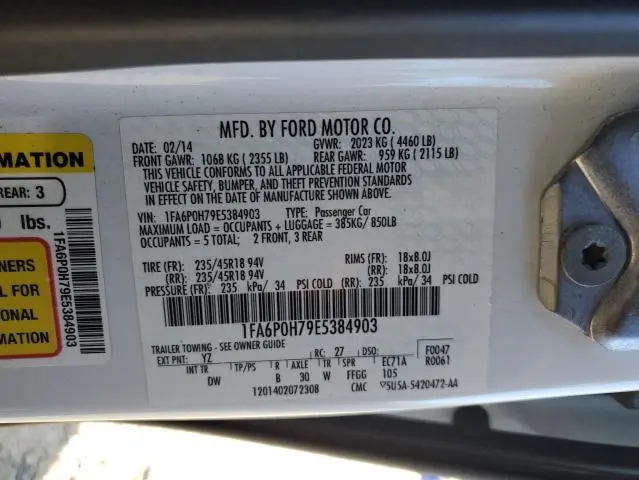 MFD. BY FORD MOTOR CO.
DATE: 02/14 GVWR: 2023 KG ( 4460 LB)
FRONT GAWR: 1068 KG ( 2355 LB) REAR GAWR: 959 KG ( 2115 LB)
THIS VEHICLE CONFORMS TO ALL APPLICABLE FEDERAL MOTOR
VEHICLE SAFETY, BUMPER, AND THEFT PREVENTION STANDARDS
IN EFFECT ON THE DATE OF MANUFACTURE SHOWN ABOVE.
VIN: 1FA6P0H79E5384903 TYPE: Passenger Car
MAXIMUM LOAD = OCCUPANTS + LUGGAGE = 385KG/ 850LB
OCCUPANTS = 5 TOTAL; 2 FRONT, 3 REAR
TIRE (FR): 235/45R18 94V RIMS (FR): 18x8.0J
(RR): 235/45R18 94V (RR): 18x8.0J
PRESSURE (FR): 235 kPa/ 34 PSI COLD (RR): 235 kPa/ 34 PSI COLD
1FA6P0H79E5384903
TRAILER TOWING - SEE OWNER GUIDE
EXT PNT: YZ RC: 27 DSO: F0047
INT TR TP/PS R AXLE TR SPR EC71A R0061
DW B 30 W FFGG 105
1201402072308 CMC 5U5A-5420472-AA
RMATION
REAR: 3
lbs.
NERS
L FOR
ONAL
1FA6P0H79E5384903